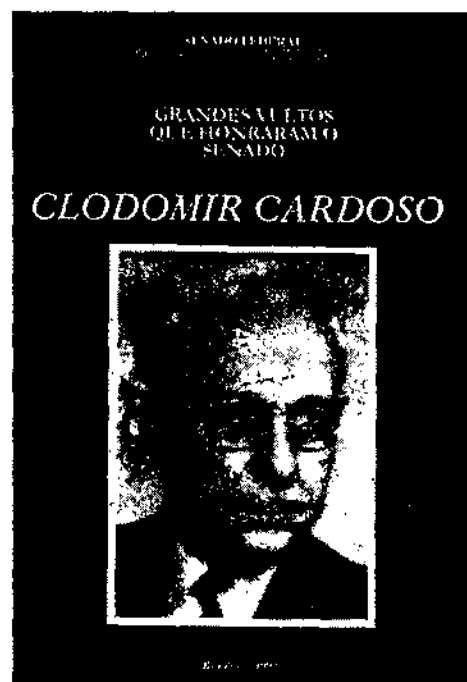 SENADO FEDERAL
GRANDES VULTOS
QUE HONRARAM O
SENADO
CLODOMIR CARDOSO